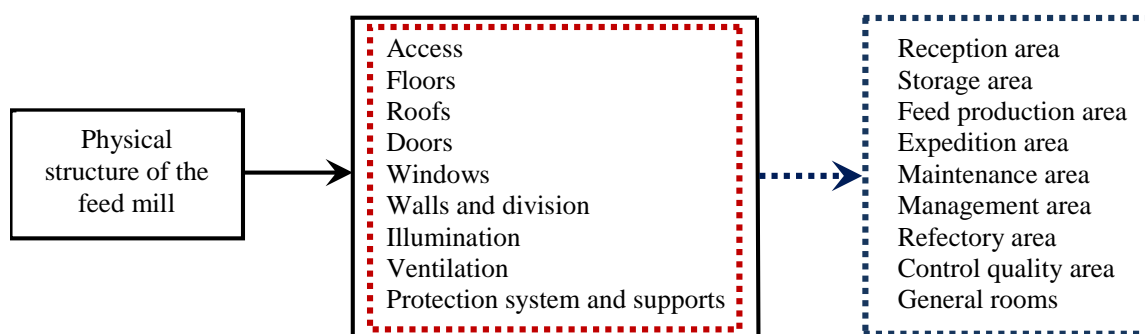 Physical
structure of the
feed mill
Access
Floors
Roofs
Doors
Windows
Walls and division
Illumination
Ventilation
Protection system and supports
Reception area
Storage area
Feed production area
Expedition area
Maintenance area
Management area
Refectory area
Control quality area
General rooms